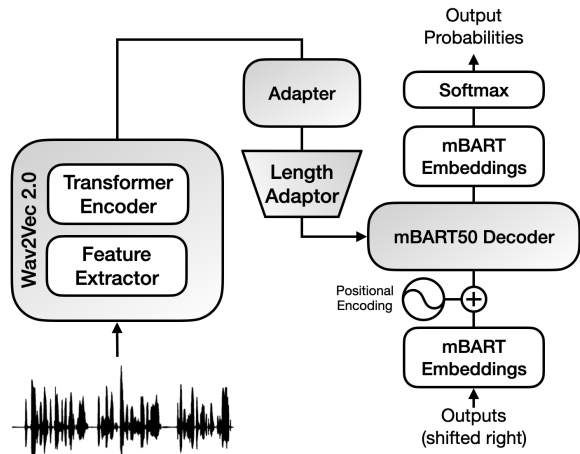 Output
Probabilities
Softmax
mBART
Embeddings
Adapter
Length
Adaptor
Wav2Vec 2.0
Transformer
Encoder
Feature
Extractor
mBART50 Decoder
Positional
Encoding
+
mBART
Embeddings
Outputs
(shifted right)